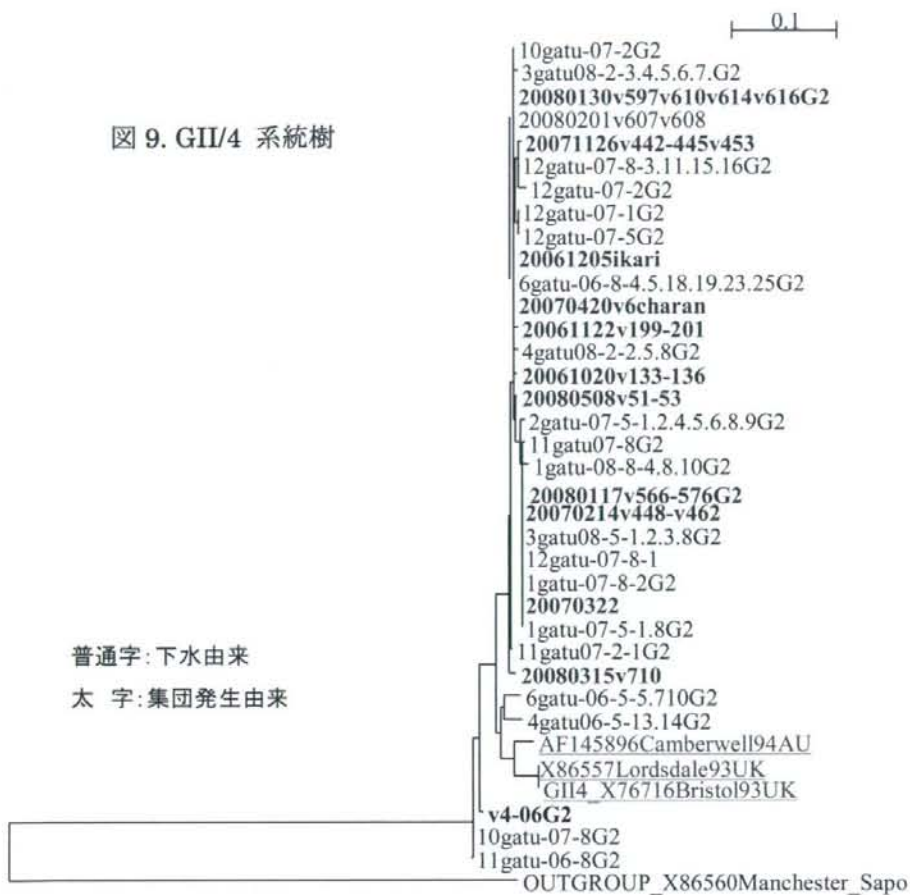 0.1
10gatu-07-2G2
3gatu08-2-3.4.5.6.7.G2
20080130v597v610v614v616G2
20080201v607v608
図 9. GII/4 系統樹
20071126v442-445v453
12gatu-07-8-3.11.15.16G2
12gatu-07-2G2
12gatu-07-1G2
12gatu-07-5G2
20061205ikari
6gatu-06-8-4.5.18.19.23.25G2
20070420v6charan
20061122v199-201
4gatu08-2-2.5.8G2
20061020v133-136
20080508v51-53
2gatu-07-5-1.2.4.5.6.8.9G2
11gatu07-8G2
1gatu-08-8-4.8.10G2
20080117v566-576G2
20070214v448-v462
3gatu08-5-1.2.3.8G2
12gatu-07-8-1
1gatu-07-8-2G2
20070322
1gatu-07-5-1.8G2
11gatu07-2-1G2
20080315v710
普通字:下水由来
太 字:集団発生由来
6gatu-06-5-5.710G2
4gatu06-5-13.14G2
AF145896Camberwell94AU
X86557Lordsdale93UK
GII4_X76716Bristol93UK
v4-06G2
10gatu-07-8G2
11gatu-06-8G2
OUTGROUP_X86560Manchester_Sapo